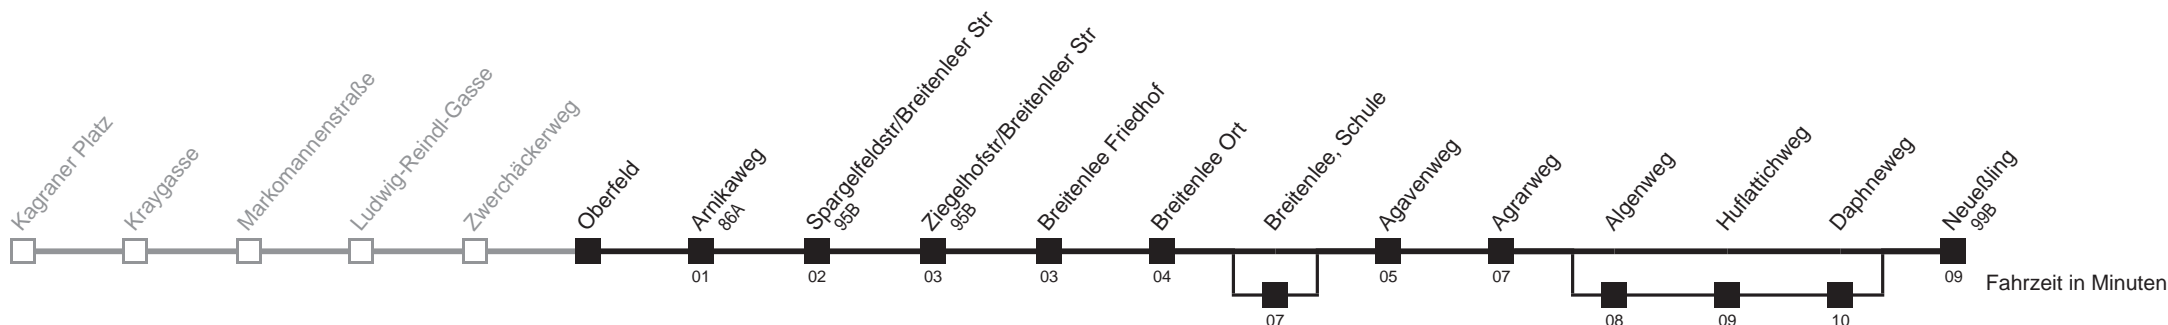 Kagraner Platz
Kraygasse
Markomannenstraße
Ludwig-Reindl-Gasse
Zwerchäckerweg
Oberfeld
Arnikaweg
86A
01
Spargelfeldstr/Breitenleer Str
95B
02
Ziegelhofstr/Breitenleer Str
95B
03
Breitenlee Friedhof
03
Breitenlee Ort
04
Breitenlee, Schule
07
Agavenweg
05
Agrarweg
07
Algenweg
08
Huflattichweg
09
Daphneweg
10
Neueßling
99B
09
Fahrzeit in Minuten